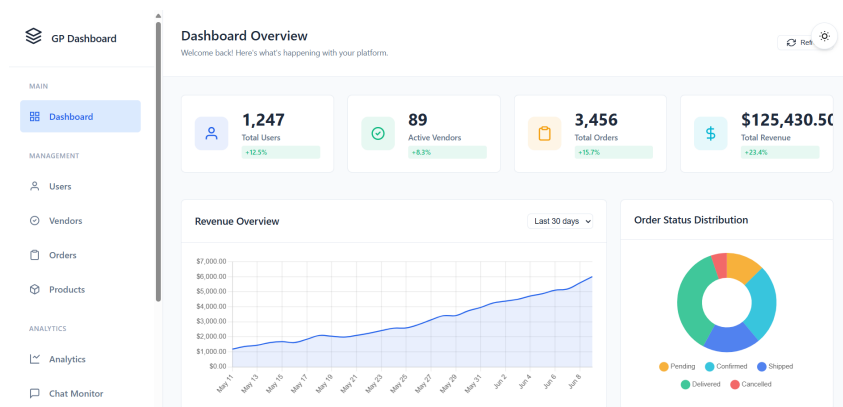 GP Dashboard
MAIN
Dashboard
MANAGEMENT
Users
Vendors
Orders
Products
ANALYTICS
Analytics
Chat Monitor
Dashboard Overview
Welcome back! Here's what's happening with your platform.
1,247
Total Users
+12.5%
89
Active Vendors
+8.3%
3,456
Total Orders
+15.7%
$125,430.50
Total Revenue
+23.4%
Revenue Overview
Last 30 days
$7,000.00
$6,000.00
$5,000.00
$4,000.00
$3,000.00
$2,000.00
$1,000.00
$0.00
May 11 May 13 May 15 May 17 May 19 May 21 May 23 May 25 May 27 May 29 May 31 Jun 2 Jun 4 Jun 6 Jun 8
Order Status Distribution
Pending Confirmed Shipped
Delivered Cancelled